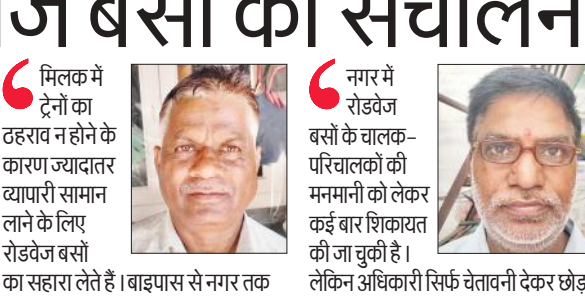 ज बसों का संचालन
मिलक में
ट्रेनों का
ठहराव न होने के
कारण ज्यादातर
व्यापारी सामान
लाने के लिए
रोडवेज बसों
का सहारा लेते हैं। बाइपास से नगर तक
नगर में
रोडवेज
बसों के चालक-
परिचालकों की
मनमानी को लेकर
कई बार शिकायत
की जा चुकी है।
लेकिन अधिकारी सिर्फ चेतावनी देकर छोड़